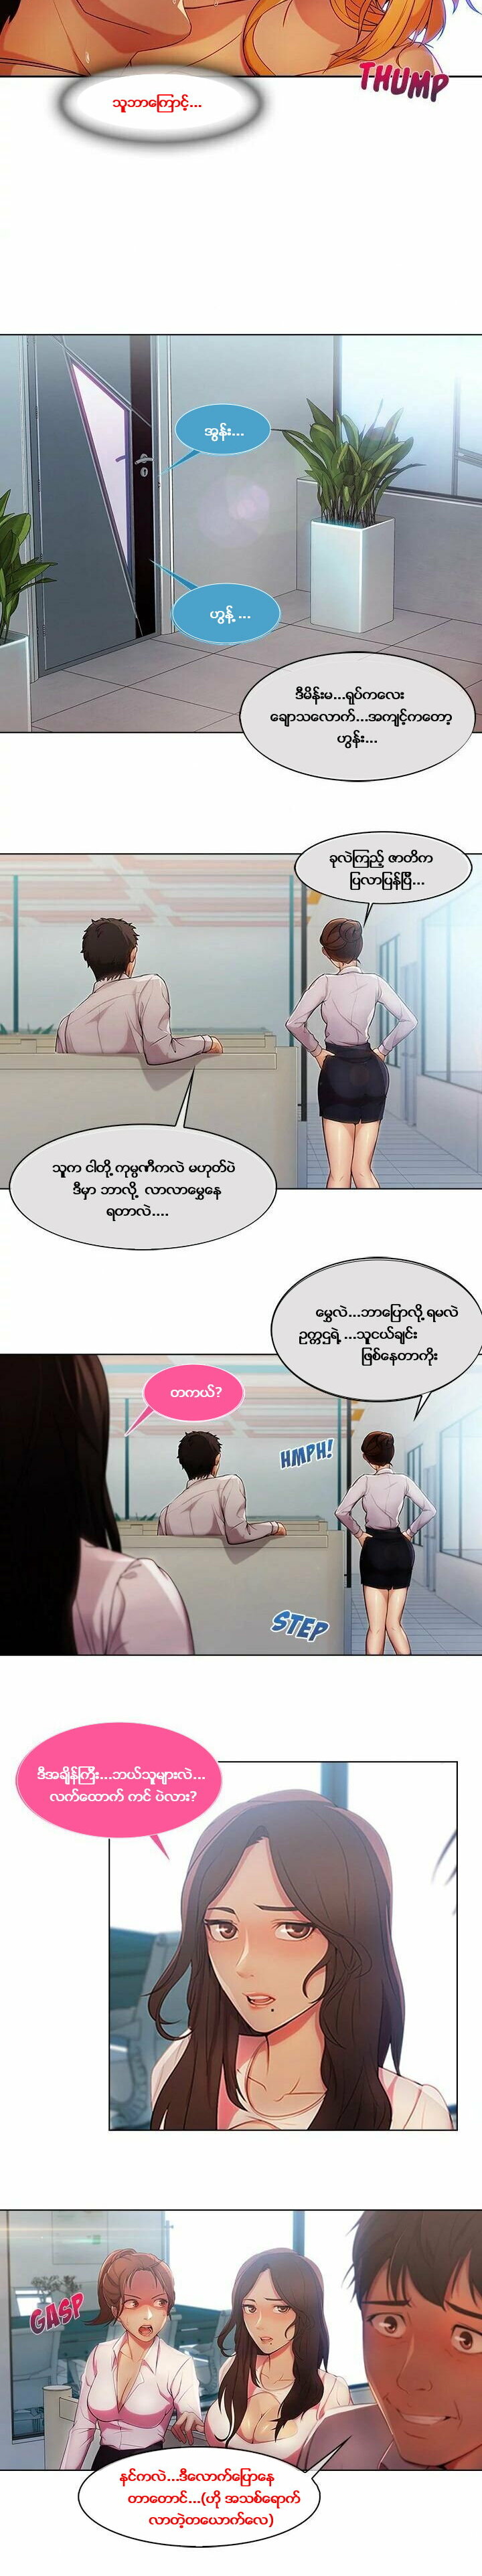 သူဘာကြောင့်...
THUMP
အွန်း...
ဟွန့် ...
ဒီမိန်းမ...ရုပ်ကလေး
ချောသလောက်...အကျင့်ကတော့
ဟွန်း...
ခုလဲကြည့် ဇာတိက
ပြလာပြန်ပြီ...
သူက ငါတို့ ကုမ္ပဏီကလဲ မဟုတ်ပဲ
ဒီမှာ ဘာလို့ လာလာမွှေနေ
ရတာလဲ....
မွှေလဲ...ဘာပြောလို့ ရမလဲ
ဥက္ကဌရဲ့ ...သူငယ်ချင်း
ဖြစ်နေတာကိုး
တကယ်?
HMPH!
STEP
ဒီအချိန်ကြီး...ဘယ်သူများလဲ...
လက်ထောက် ကင် ပဲလား?
GASP
နင်ကလဲ...ဒီလောက်ပြောနေ
တာတောင်...(ဟို အသစ်ရောက်
လာတဲ့တယောက်လေ)